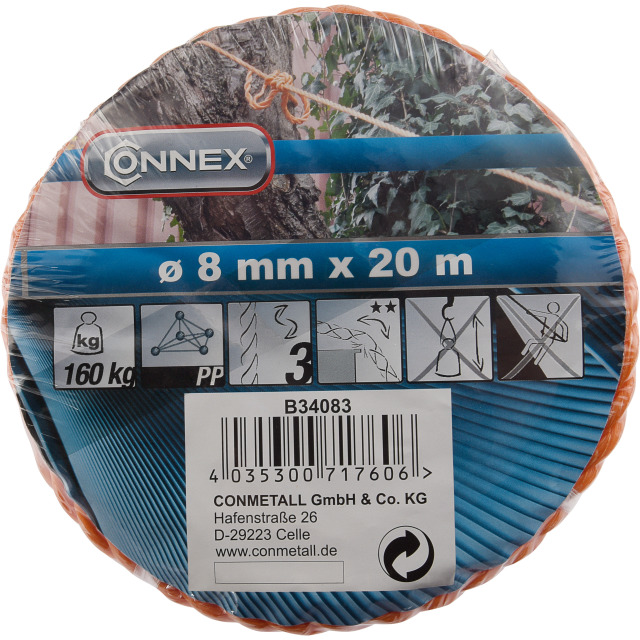 CONNEX®
ø 8 mm x 20 m
kg
160 kg
PP
3
B34083
4 035300 717606 >
CONMETALL GmbH & Co. KG
Hafenstraße 26
D-29223 Celle
www.conmetall.de